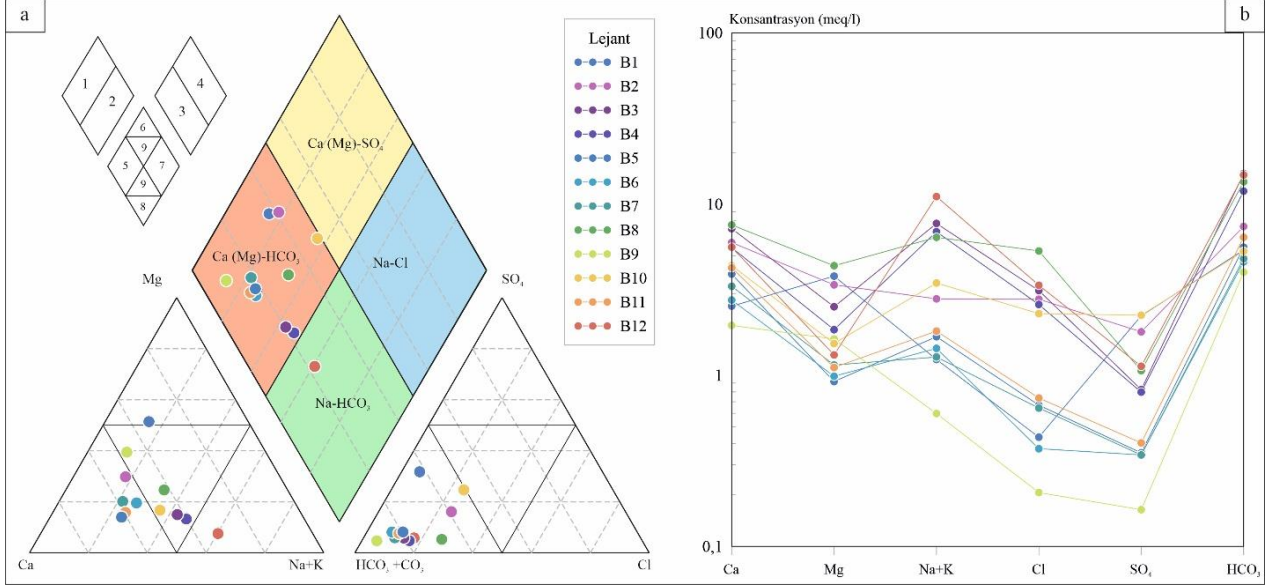 a
1
2
4
3
6
9
5
7
9
8
Ca (Mg)-SO₄
Ca (Mg)-HCO₃
Na-Cl
Na-HCO₃
Mg
SO₄
Ca
Na+K
HCO₃ +CO₃
Cl
Lejant
B1
B2
B3
B4
B5
B6
B7
B8
B9
B10
B11
B12
Konsantrasyon (meq/l)
b
100
10
1
0,1
Ca
Mg
Na+K
Cl
SO₄
HCO₃